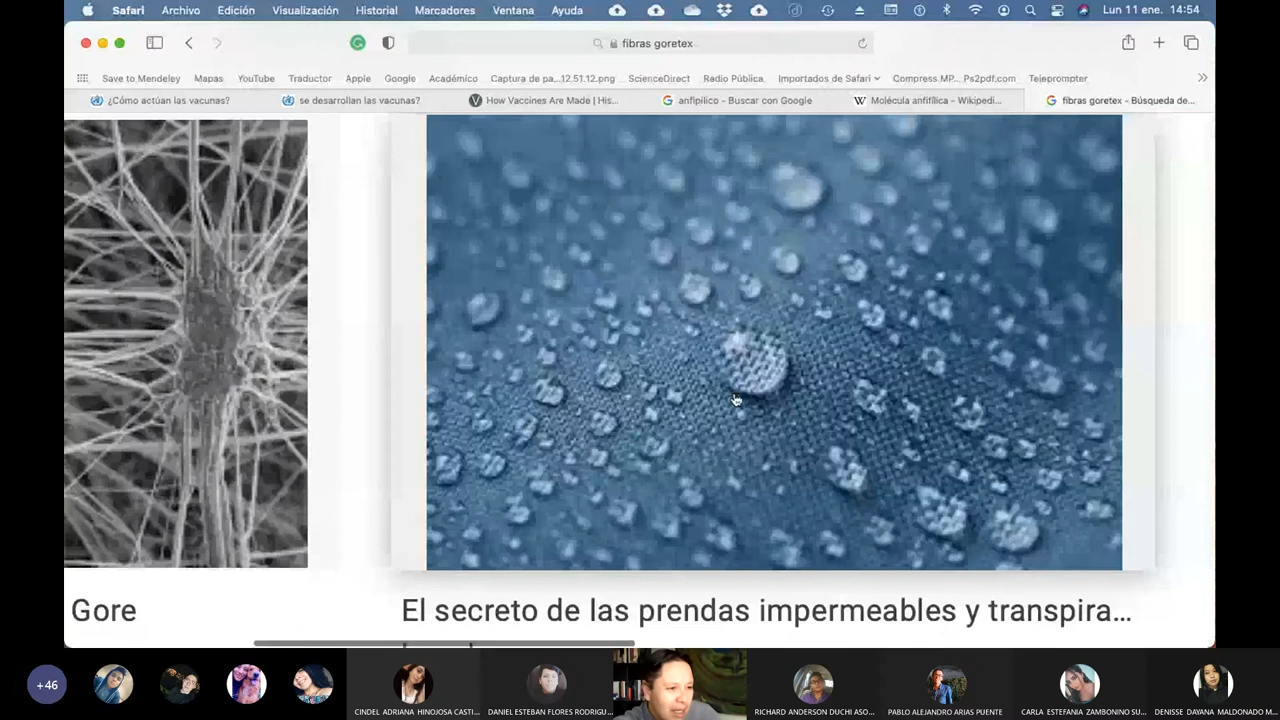 Safari Archivo Edición Visualización Historial Marcadores Ventana Ayuda Lun 11 ene. 14:54
fibras goretex
Save to Mendeley Mapas YouTube Traductor Apple Google Académico Captura de pa...12.51.12.png ScienceDirect Radio Pública Importados de Safari Compress MP... Ps2pdf.com Teleprompter
¿Cómo actúan las vacunas? se desarrollan las vacunas? How Vaccines Are Made | His... anfipílico - Buscar con Google Molécula anfifílica - Wikipedi... fibras goretex - Búsqueda de...
Gore
El secreto de las prendas impermeables y transpira...
+46
CINDEL ADRIANA HINOJOSA CASTI... DANIEL ESTEBAN FLORES RODRIGU... RICHARD ANDERSON DUCHI ASO... PABLO ALEJANDRO ARIAS PUENTE CARLA ESTEFANIA ZAMBONINO SU... DENISSE DAYANA MALDONADO M...